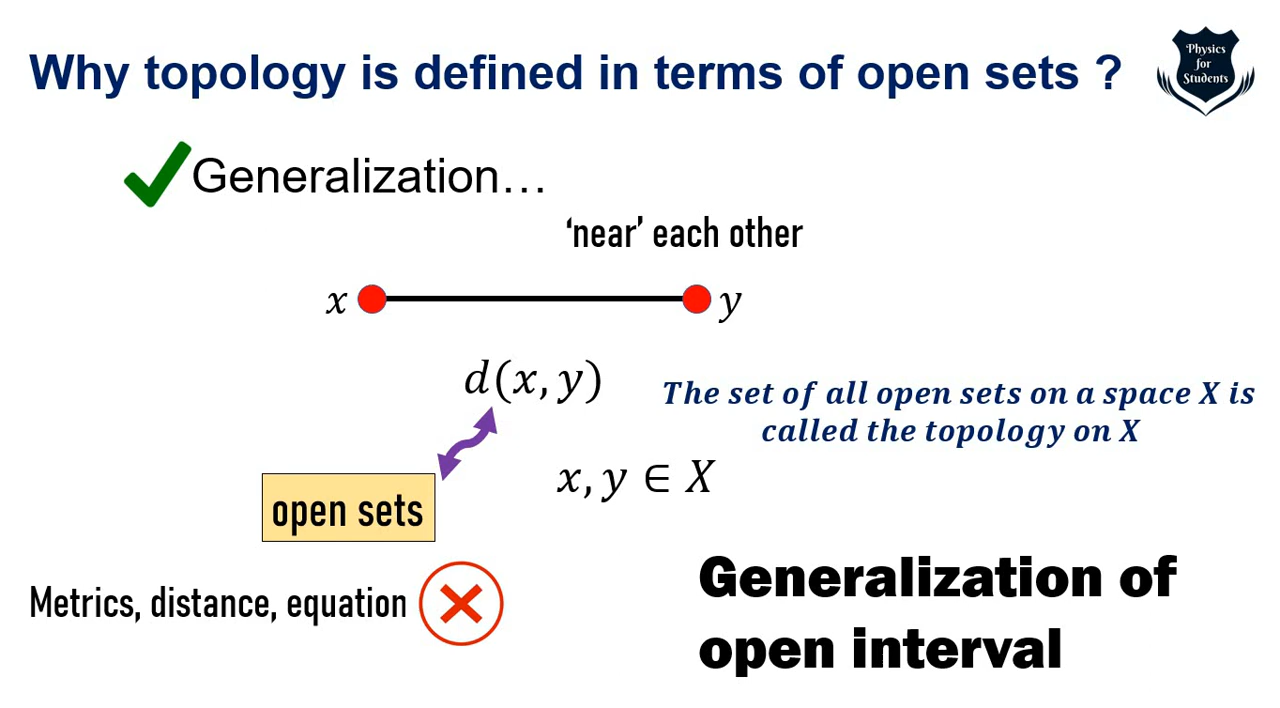 Why topology is defined in terms of open sets ?
Physics
for
Students
Generalization...
‘near’ each other
x
y
d(x, y)
The set of all open sets on a space X is
called the topology on X
x, y ∈ X
open sets
Metrics, distance, equation
Generalization of
open interval